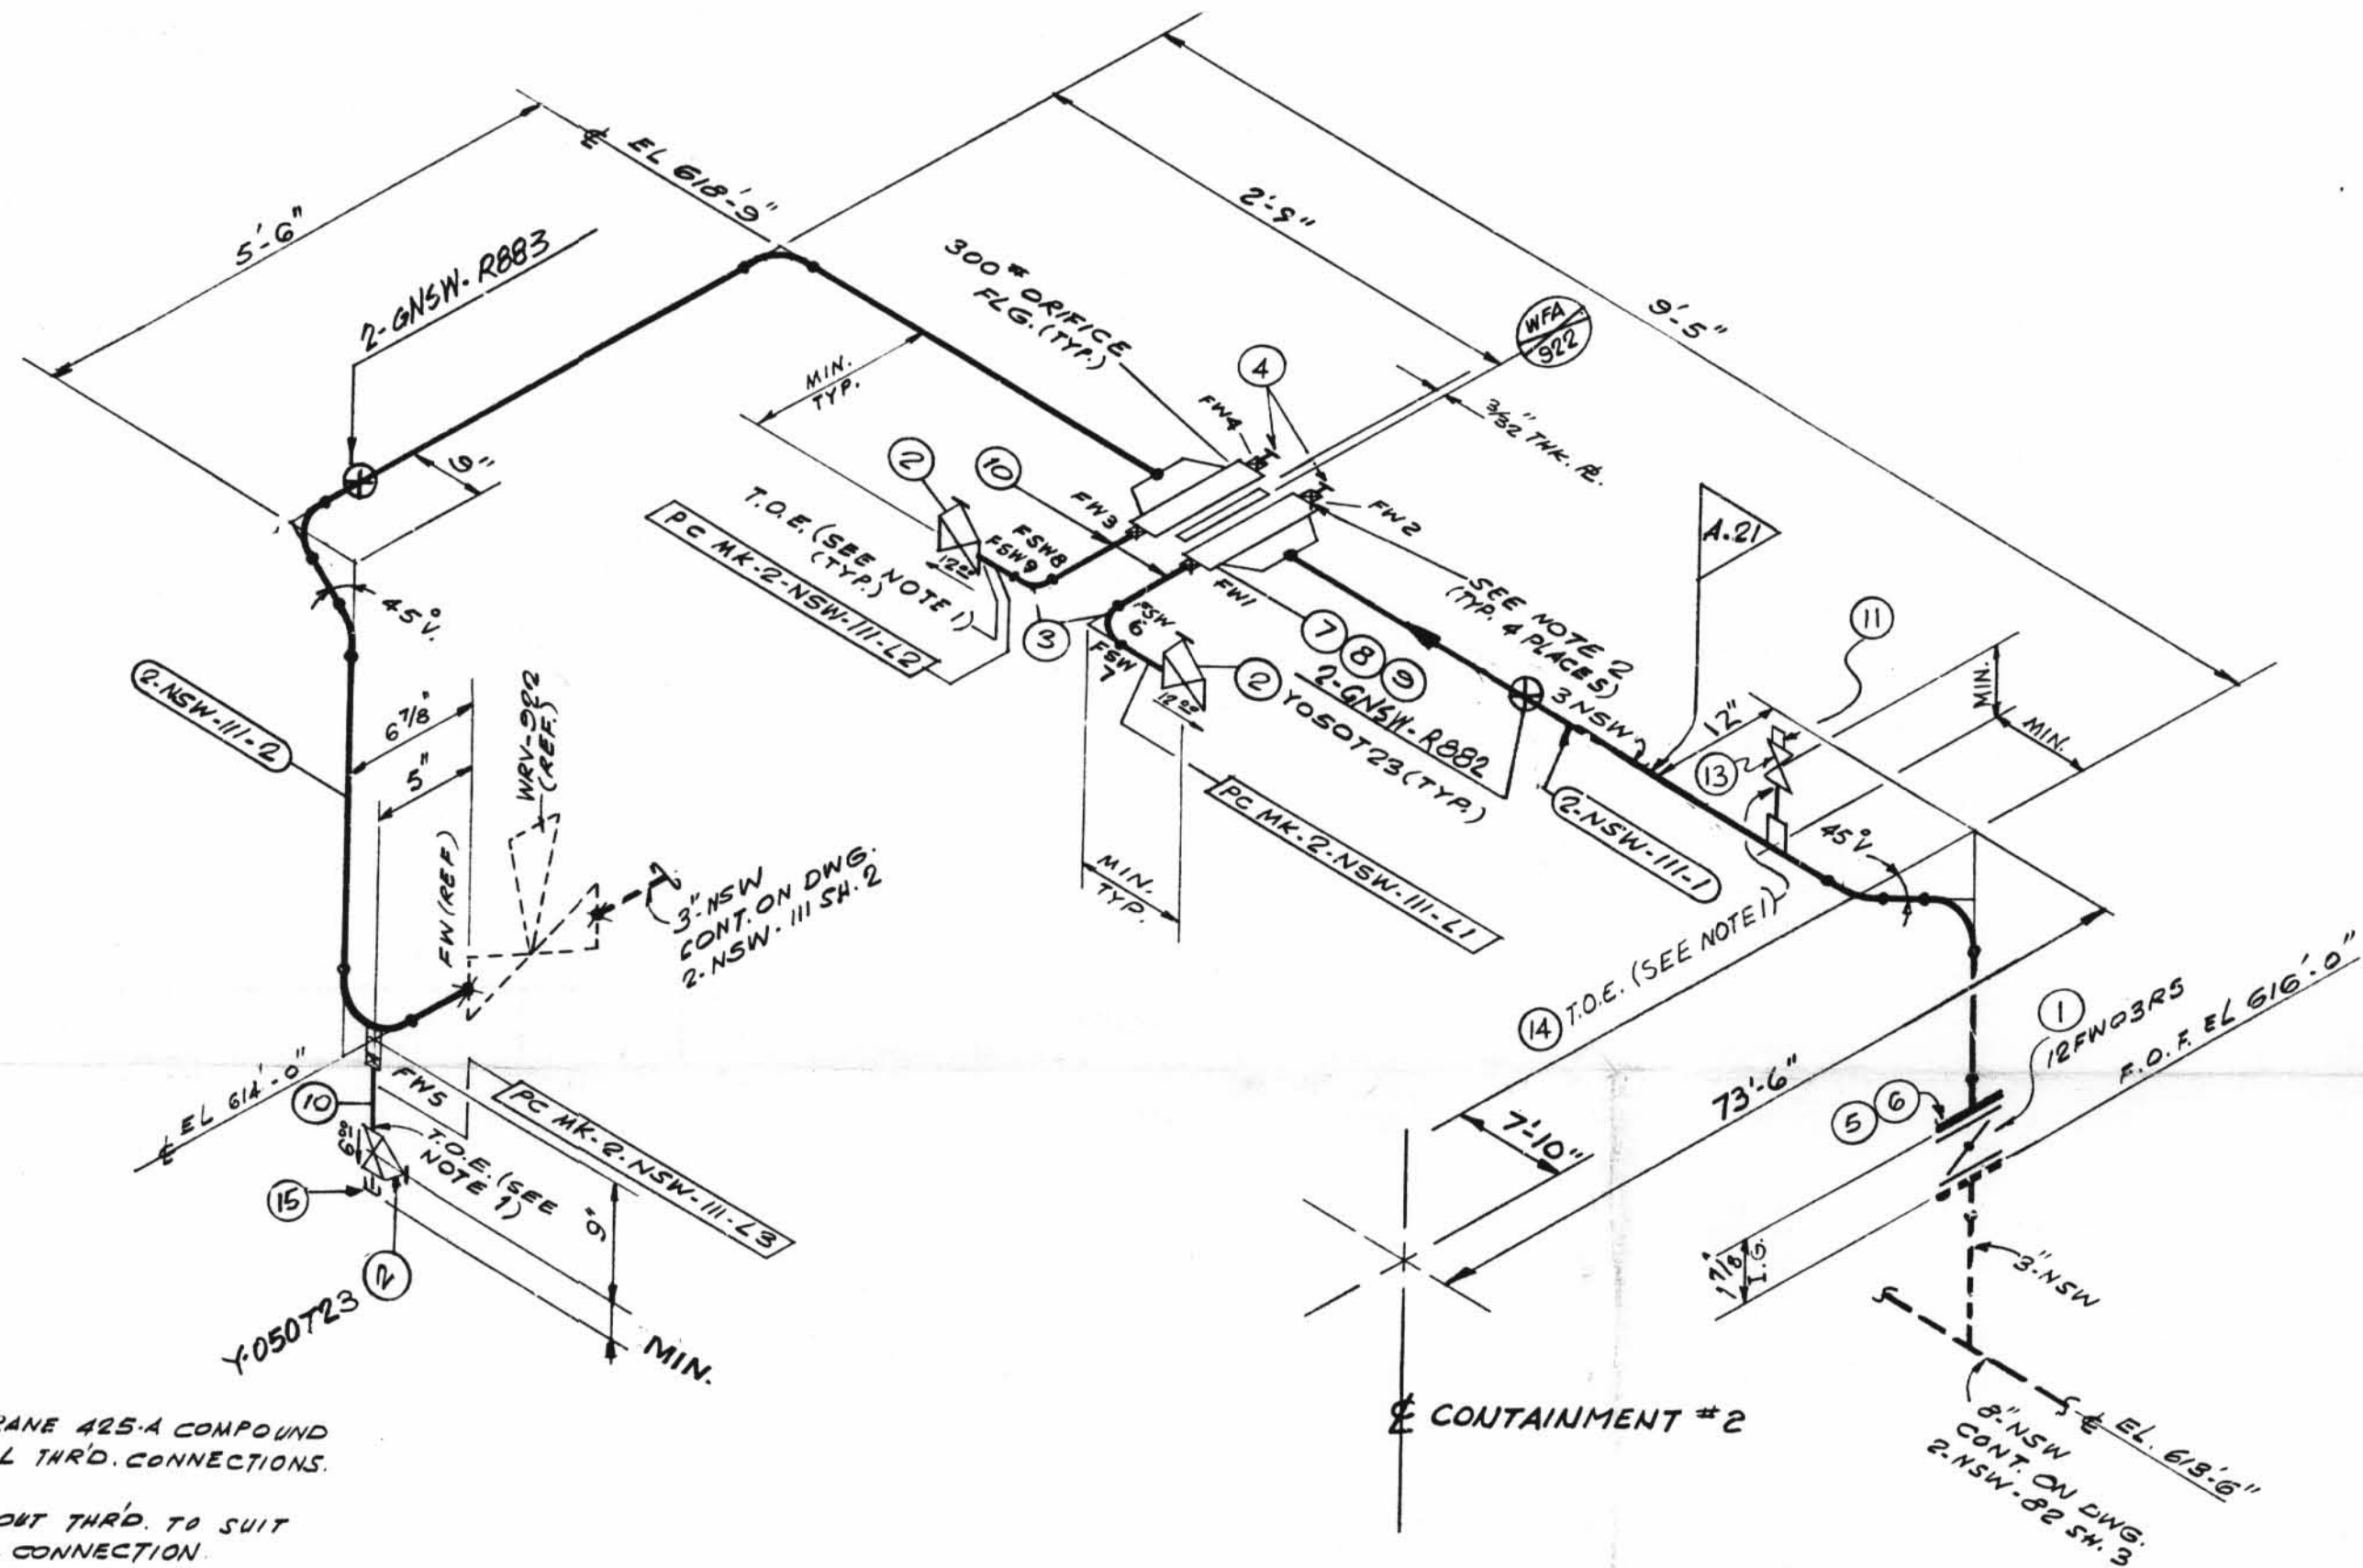 5'-6"
℄ EL 618'-9"
2-GNSW-R883
9"
45° V.
2-NSW-111-2
6 7/8"
5"
WRV-922
(REF.)
FW (REF)
3"-NSW
CONT. ON DWG.
2-NSW-111 SH. 2
℄ EL 614'-0"
10
FW5
PC MK-2-NSW-111-L3
T.O.E. (SEE
NOTE 1)
15
2
Y-050T23
9"
MIN.
MIN.
TYP.
300# ORIFICE
FLG. (TYP.)
2'-9"
9'-5"
WFA
922
3/32" THK. PL.
4
FW4
2
10
FW3
FSW8
FSW9
12⁰⁰
T.O.E. (SEE NOTE 1)
(TYP.)
PC MK-2-NSW-111-L2
3
FW2
FW1
SEE NOTE 2
(TYP. 4 PLACES)
7 8 9
FSW
6
FSW
7
2
12⁰⁰
YO50T23 (TYP.)
2-GNSW-R882
3 NSW
A.21
12"
11
13
MIN.
MIN.
2-NSW-111-1
PC MK-2-NSW-111-L1
MIN.
TYP.
45° V
14 T.O.E. (SEE NOTE 1)
73'-6"
7'-10"
1
12FWO3R5
F.O.F. EL 616'-0"
5 6
1 7/8"
I.G.
3"-NSW
℄ EL. 613'-6"
8"-NSW
CONT. ON DWG.
2-NSW-82 SH. 3
℄ CONTAINMENT #2
RANE 425-A COMPOUND
L THR'D. CONNECTIONS.
OUT THR'D. TO SUIT
CONNECTION.